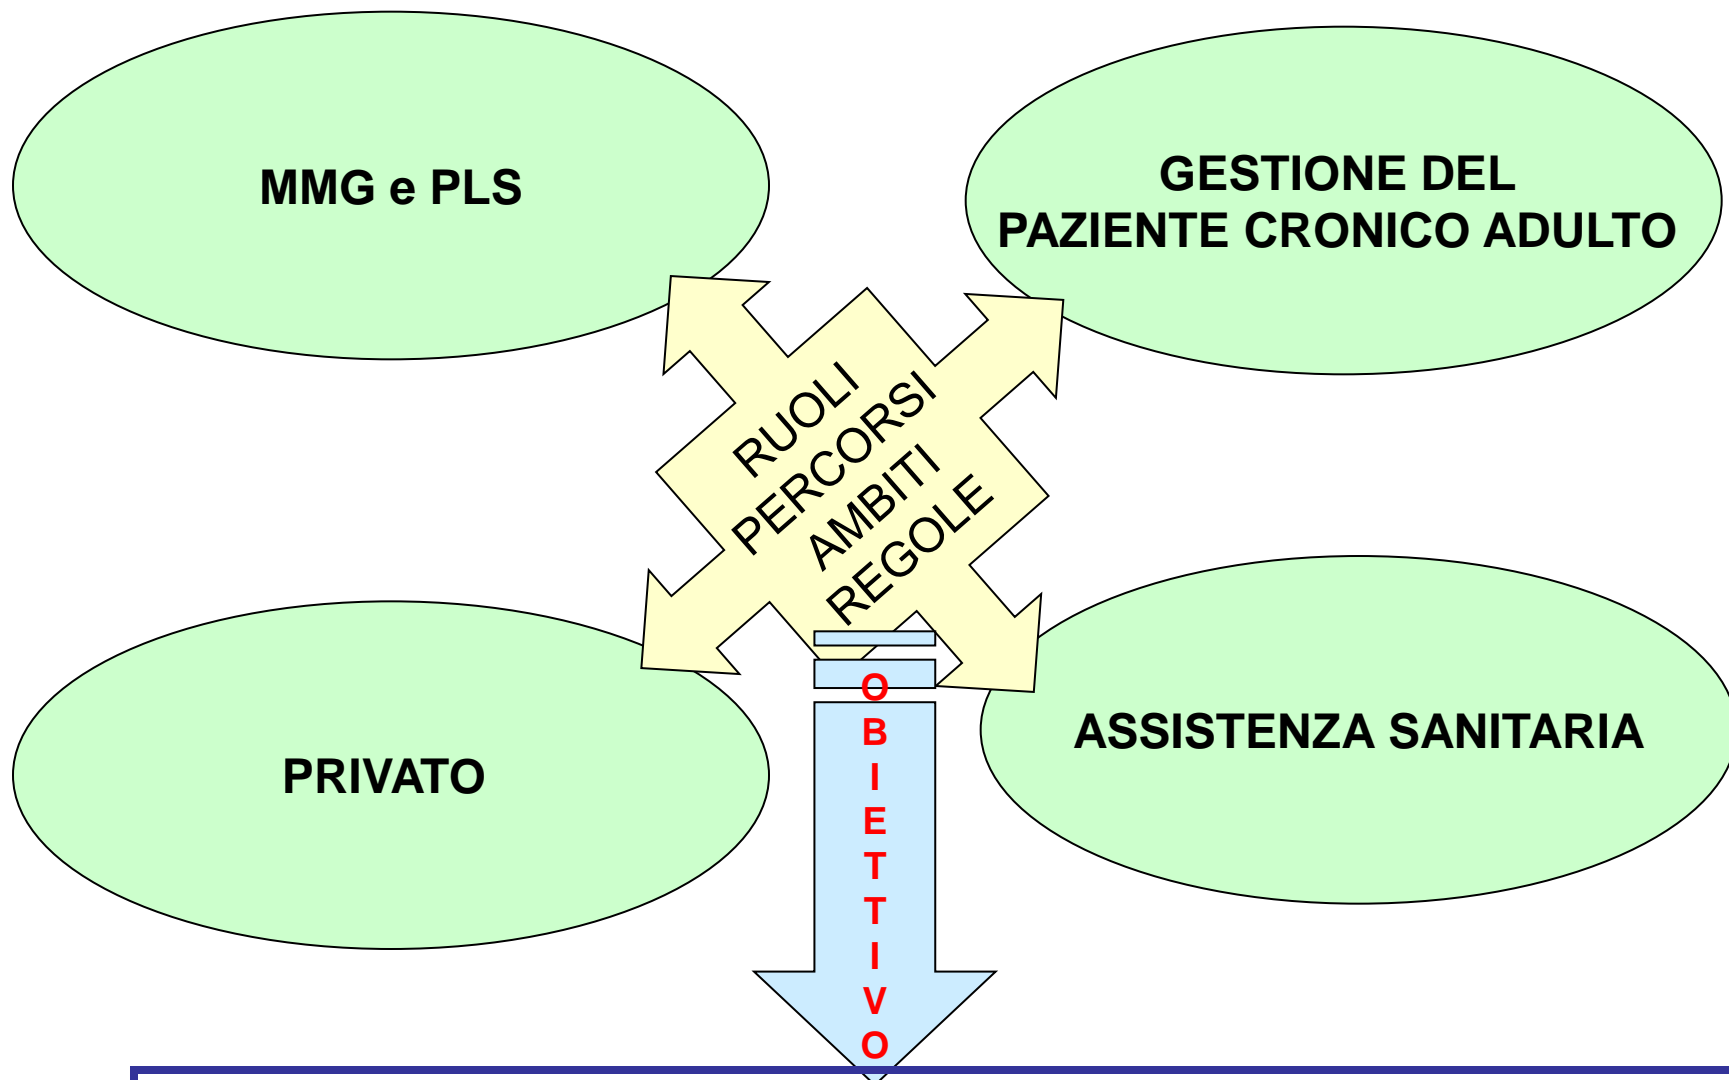 MMG e PLS
GESTIONE DEL
PAZIENTE CRONICO ADULTO
RUOLI
PERCORSI
AMBITI
REGOLE
PRIVATO
ASSISTENZA SANITARIA
O
B
I
E
T
T
I
V
O